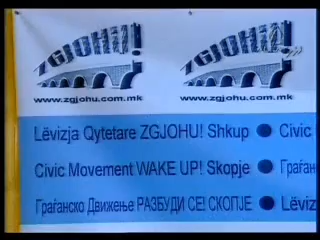 ZGJOHU! ZGJOHU!
www.zgjohu.com.mk www.zgjohu.com.mk
Lëvizja Qytetare ZGJOHU! Shkup ● Civic
Civic Movement WAKE UP! Skopje ● Граѓан
Граѓанско Движење РАЗБУДИ СЕ! СКОПЈЕ ● Lëviz